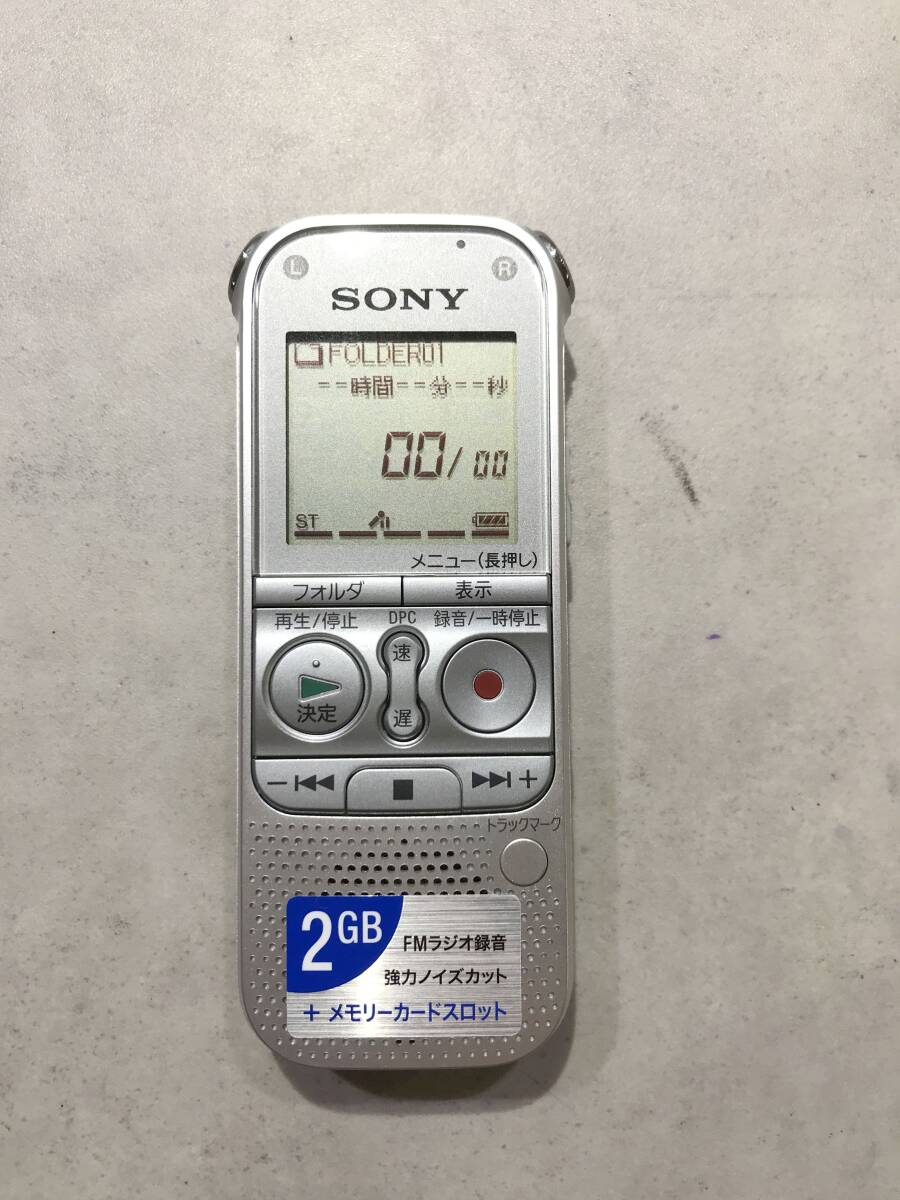 L R
SONY
FOLDER01
--時間--分--秒
00/00
ST
メニュー(長押し)
フォルダ 表示
再生/停止 DPC 録音/一時停止
速
決定
遅
− +
トラックマーク
2GB
FMラジオ録音
強力ノイズカット
+ メモリーカードスロット